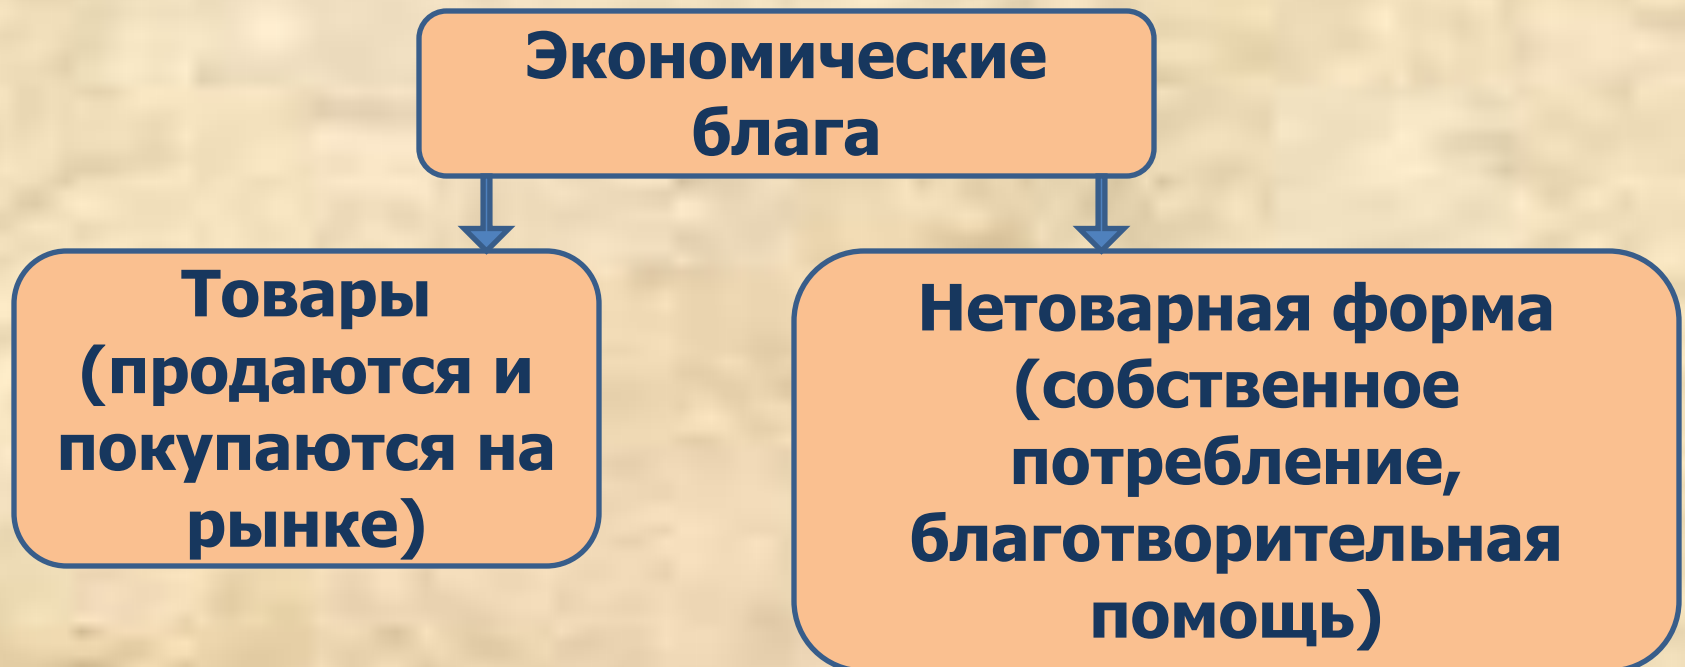 Экономические
блага
Товары
(продаются и
покупаются на
рынке)
Нетоварная форма
(собственное
потребление,
благотворительная
помощь)